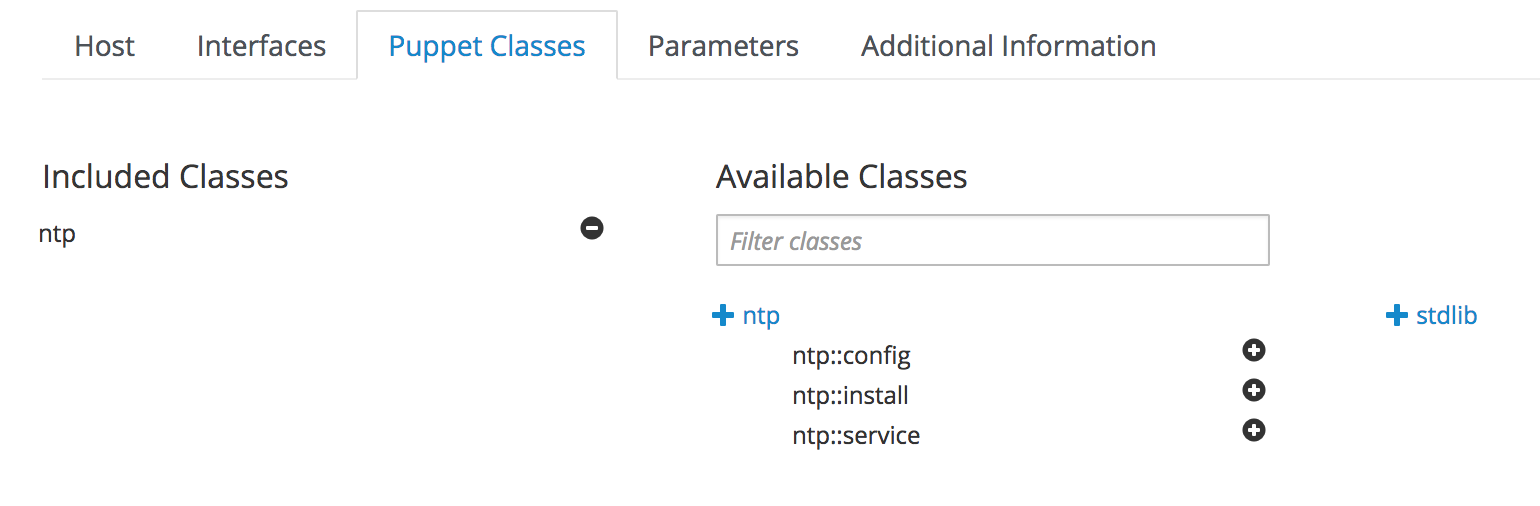 Host Interfaces Puppet Classes Parameters Additional Information
Included Classes
ntp
Available Classes
Filter classes
ntp
ntp::config
ntp::install
ntp::service
stdlib